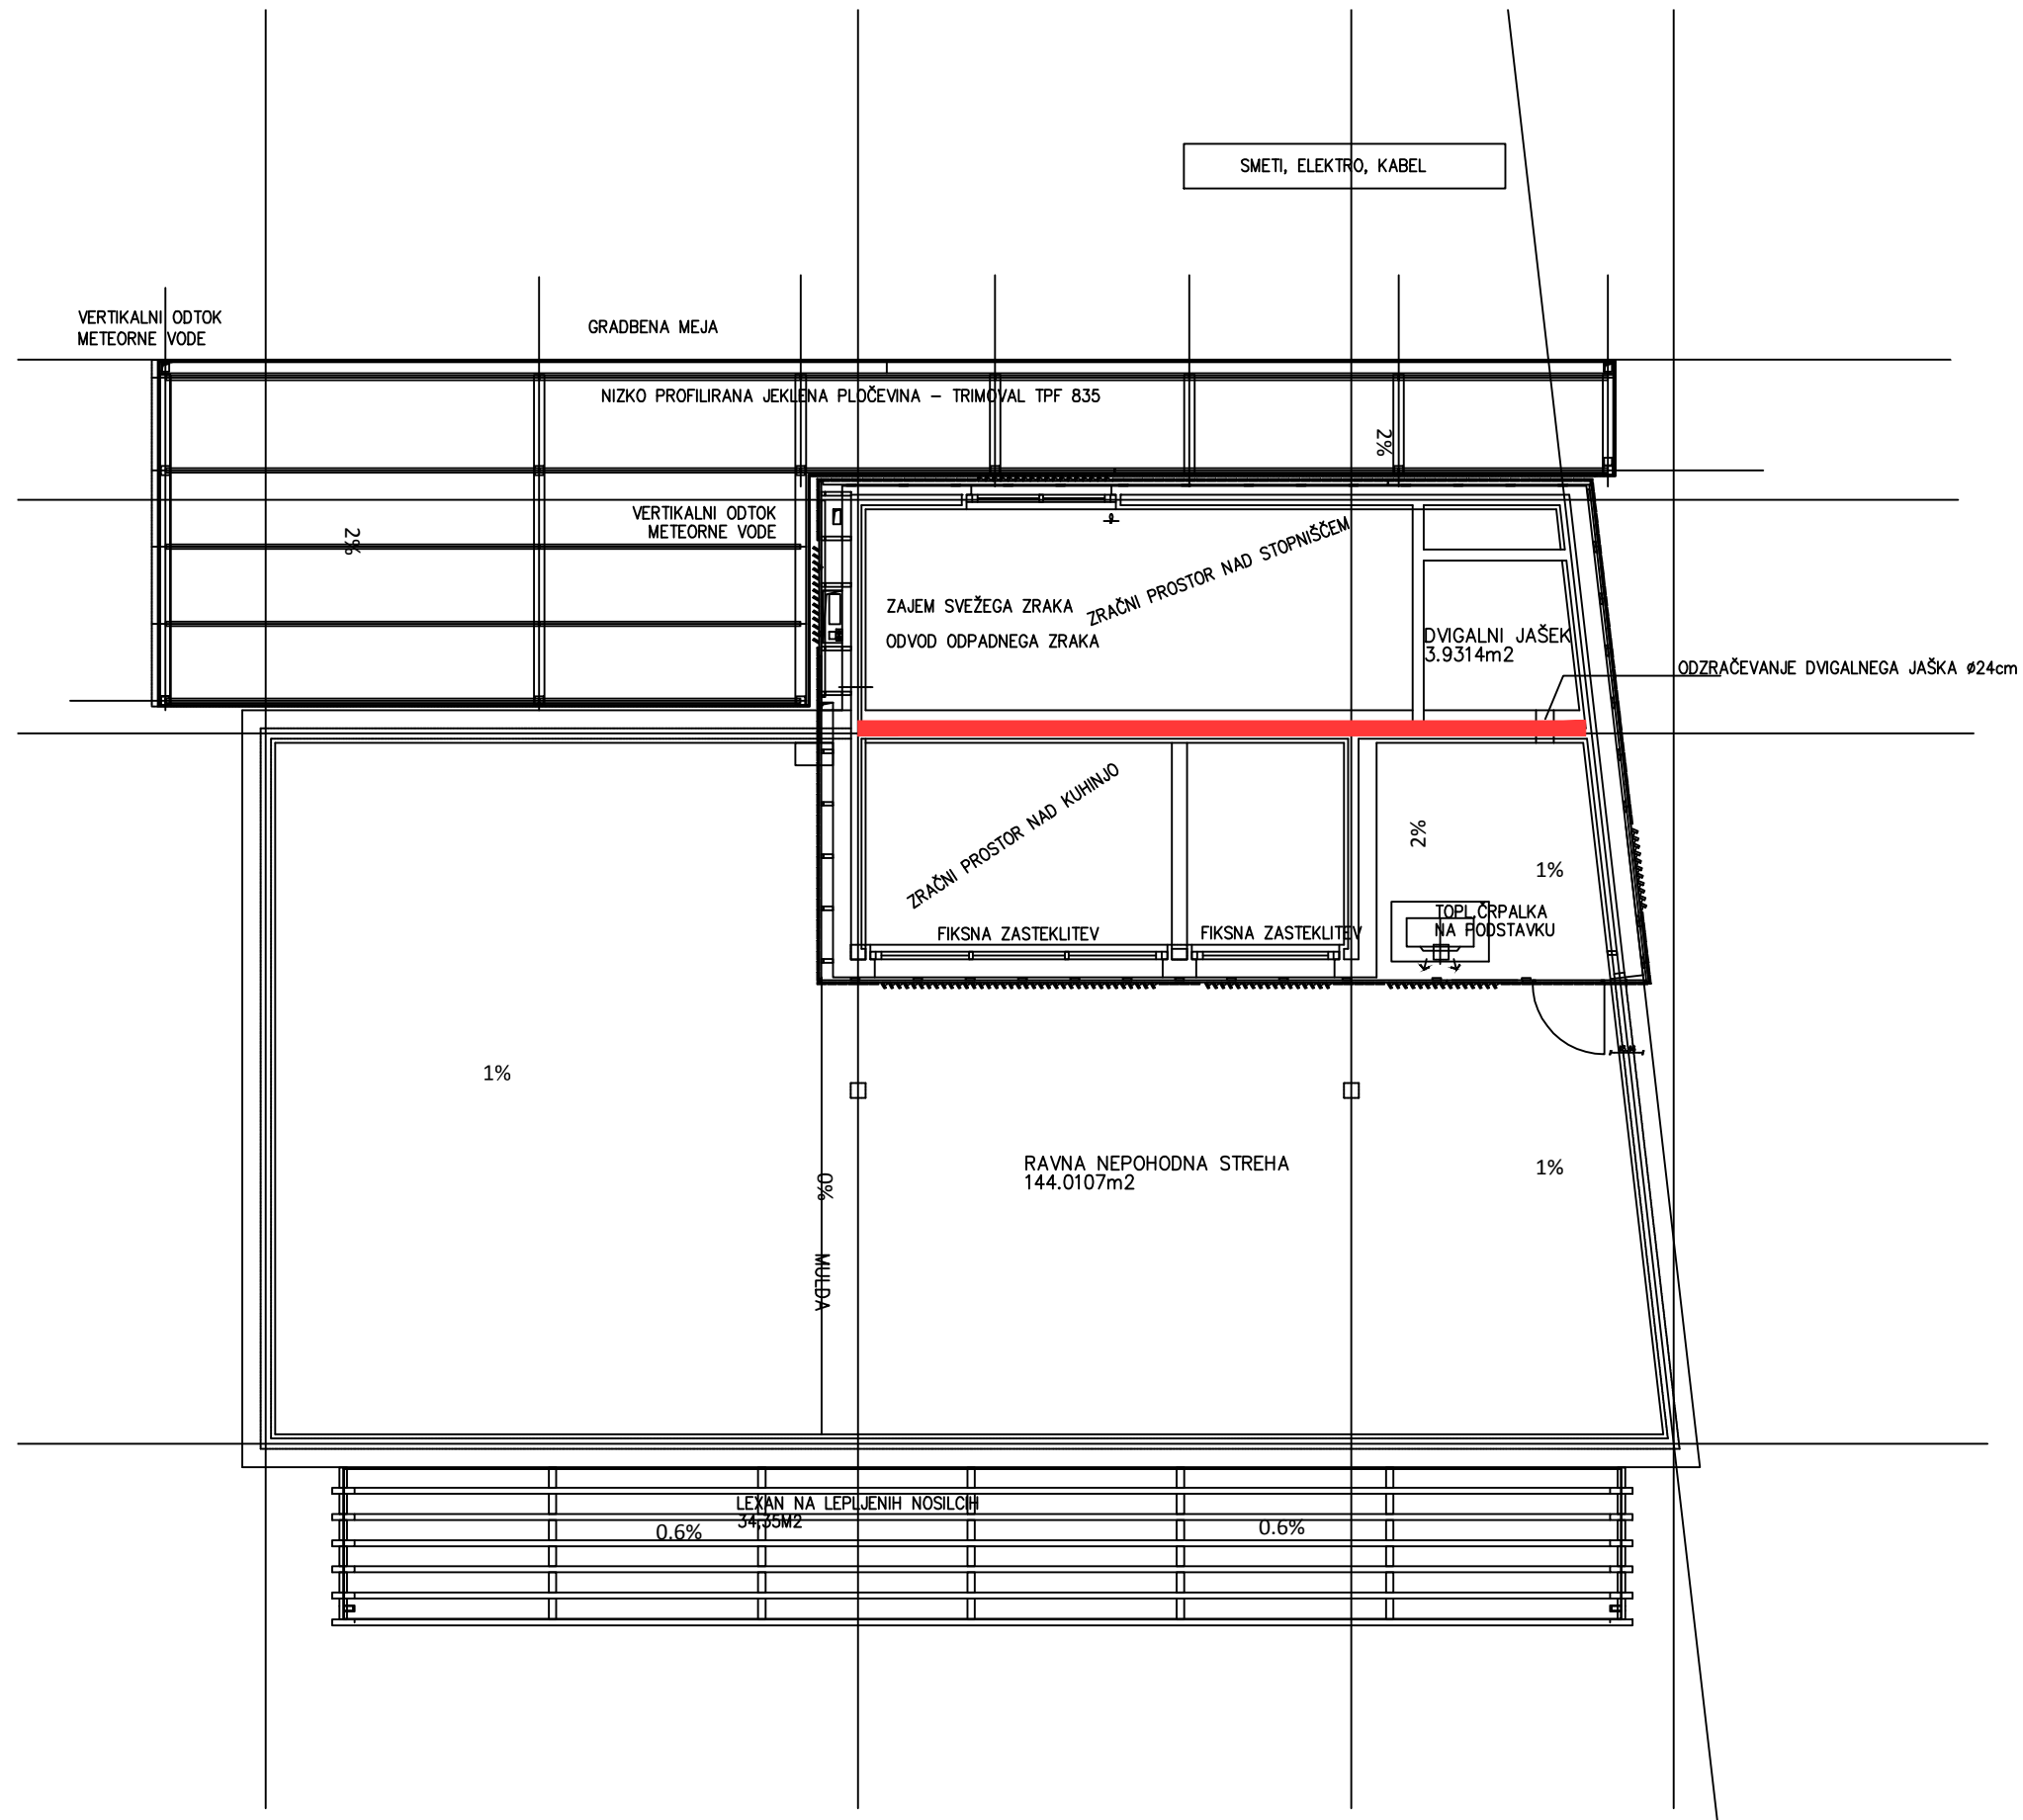 SMETI, ELEKTRO, KABEL
VERTIKALNI ODTOK
METEORNE VODE
GRADBENA MEJA
NIZKO PROFILIRANA JEKLENA PLOČEVINA – TRIMOVAL TPF 835
2%
2%
VERTIKALNI ODTOK
METEORNE VODE
ZRAČNI PROSTOR NAD STOPNIŠČEM
ZAJEM SVEŽEGA ZRAKA
ODVOD ODPADNEGA ZRAKA
DVIGALNI JAŠEK
3.9314m2
ODZRAČEVANJE DVIGALNEGA JAŠKA ø24cm
ZRAČNI PROSTOR NAD KUHINJO
2%
1%
TOPL.ČRPALKA
NA PODSTAVKU
FIKSNA ZASTEKLITEV
FIKSNA ZASTEKLITEV
1%
RAVNA NEPOHODNA STREHA
144.0107m2
1%
0%
MULDA
LEXAN NA LEPLJENIH NOSILCIH
34,35M2
0.6%
0.6%